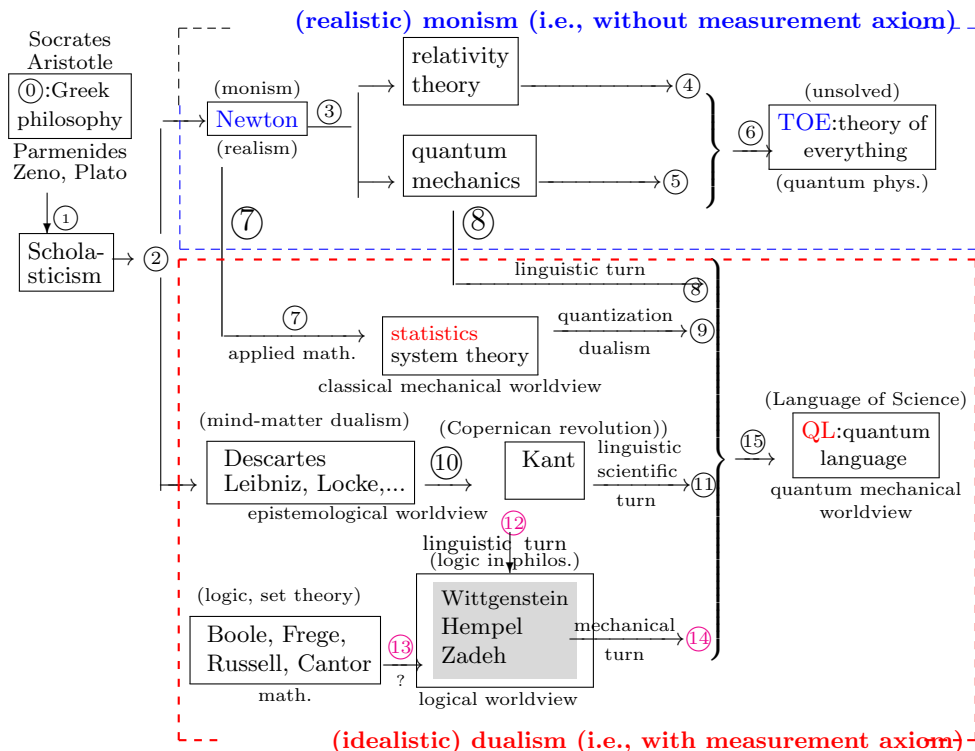 (realistic) monism (i.e., without measurement axiom)
Socrates
Aristotle
⓪:Greek
philosophy
Parmenides
Zeno, Plato
①
Schola-
sticism
②
(monism)
Newton
(realism)
③
relativity
theory
④
quantum
mechanics
⑤
⑥
(unsolved)
TOE:theory of
everything
(quantum phys.)
⑦
⑧
linguistic turn
⑧
⑦
applied math.
statistics
system theory
classical mechanical worldview
quantization
dualism
⑨
(mind-matter dualism)
Descartes
Leibniz, Locke,...
epistemological worldview
⑩
(Copernican revolution))
Kant
linguistic
scientific
turn
⑪
⑮
(Language of Science)
QL:quantum
language
quantum mechanical
worldview
⑫
linguistic turn
(logic in philos.)
(logic, set theory)
Boole, Frege,
Russell, Cantor
math.
⑬
?
Wittgenstein
Hempel
Zadeh
logical worldview
mechanical
turn
⑭
(idealistic) dualism (i.e., with measurement axiom)